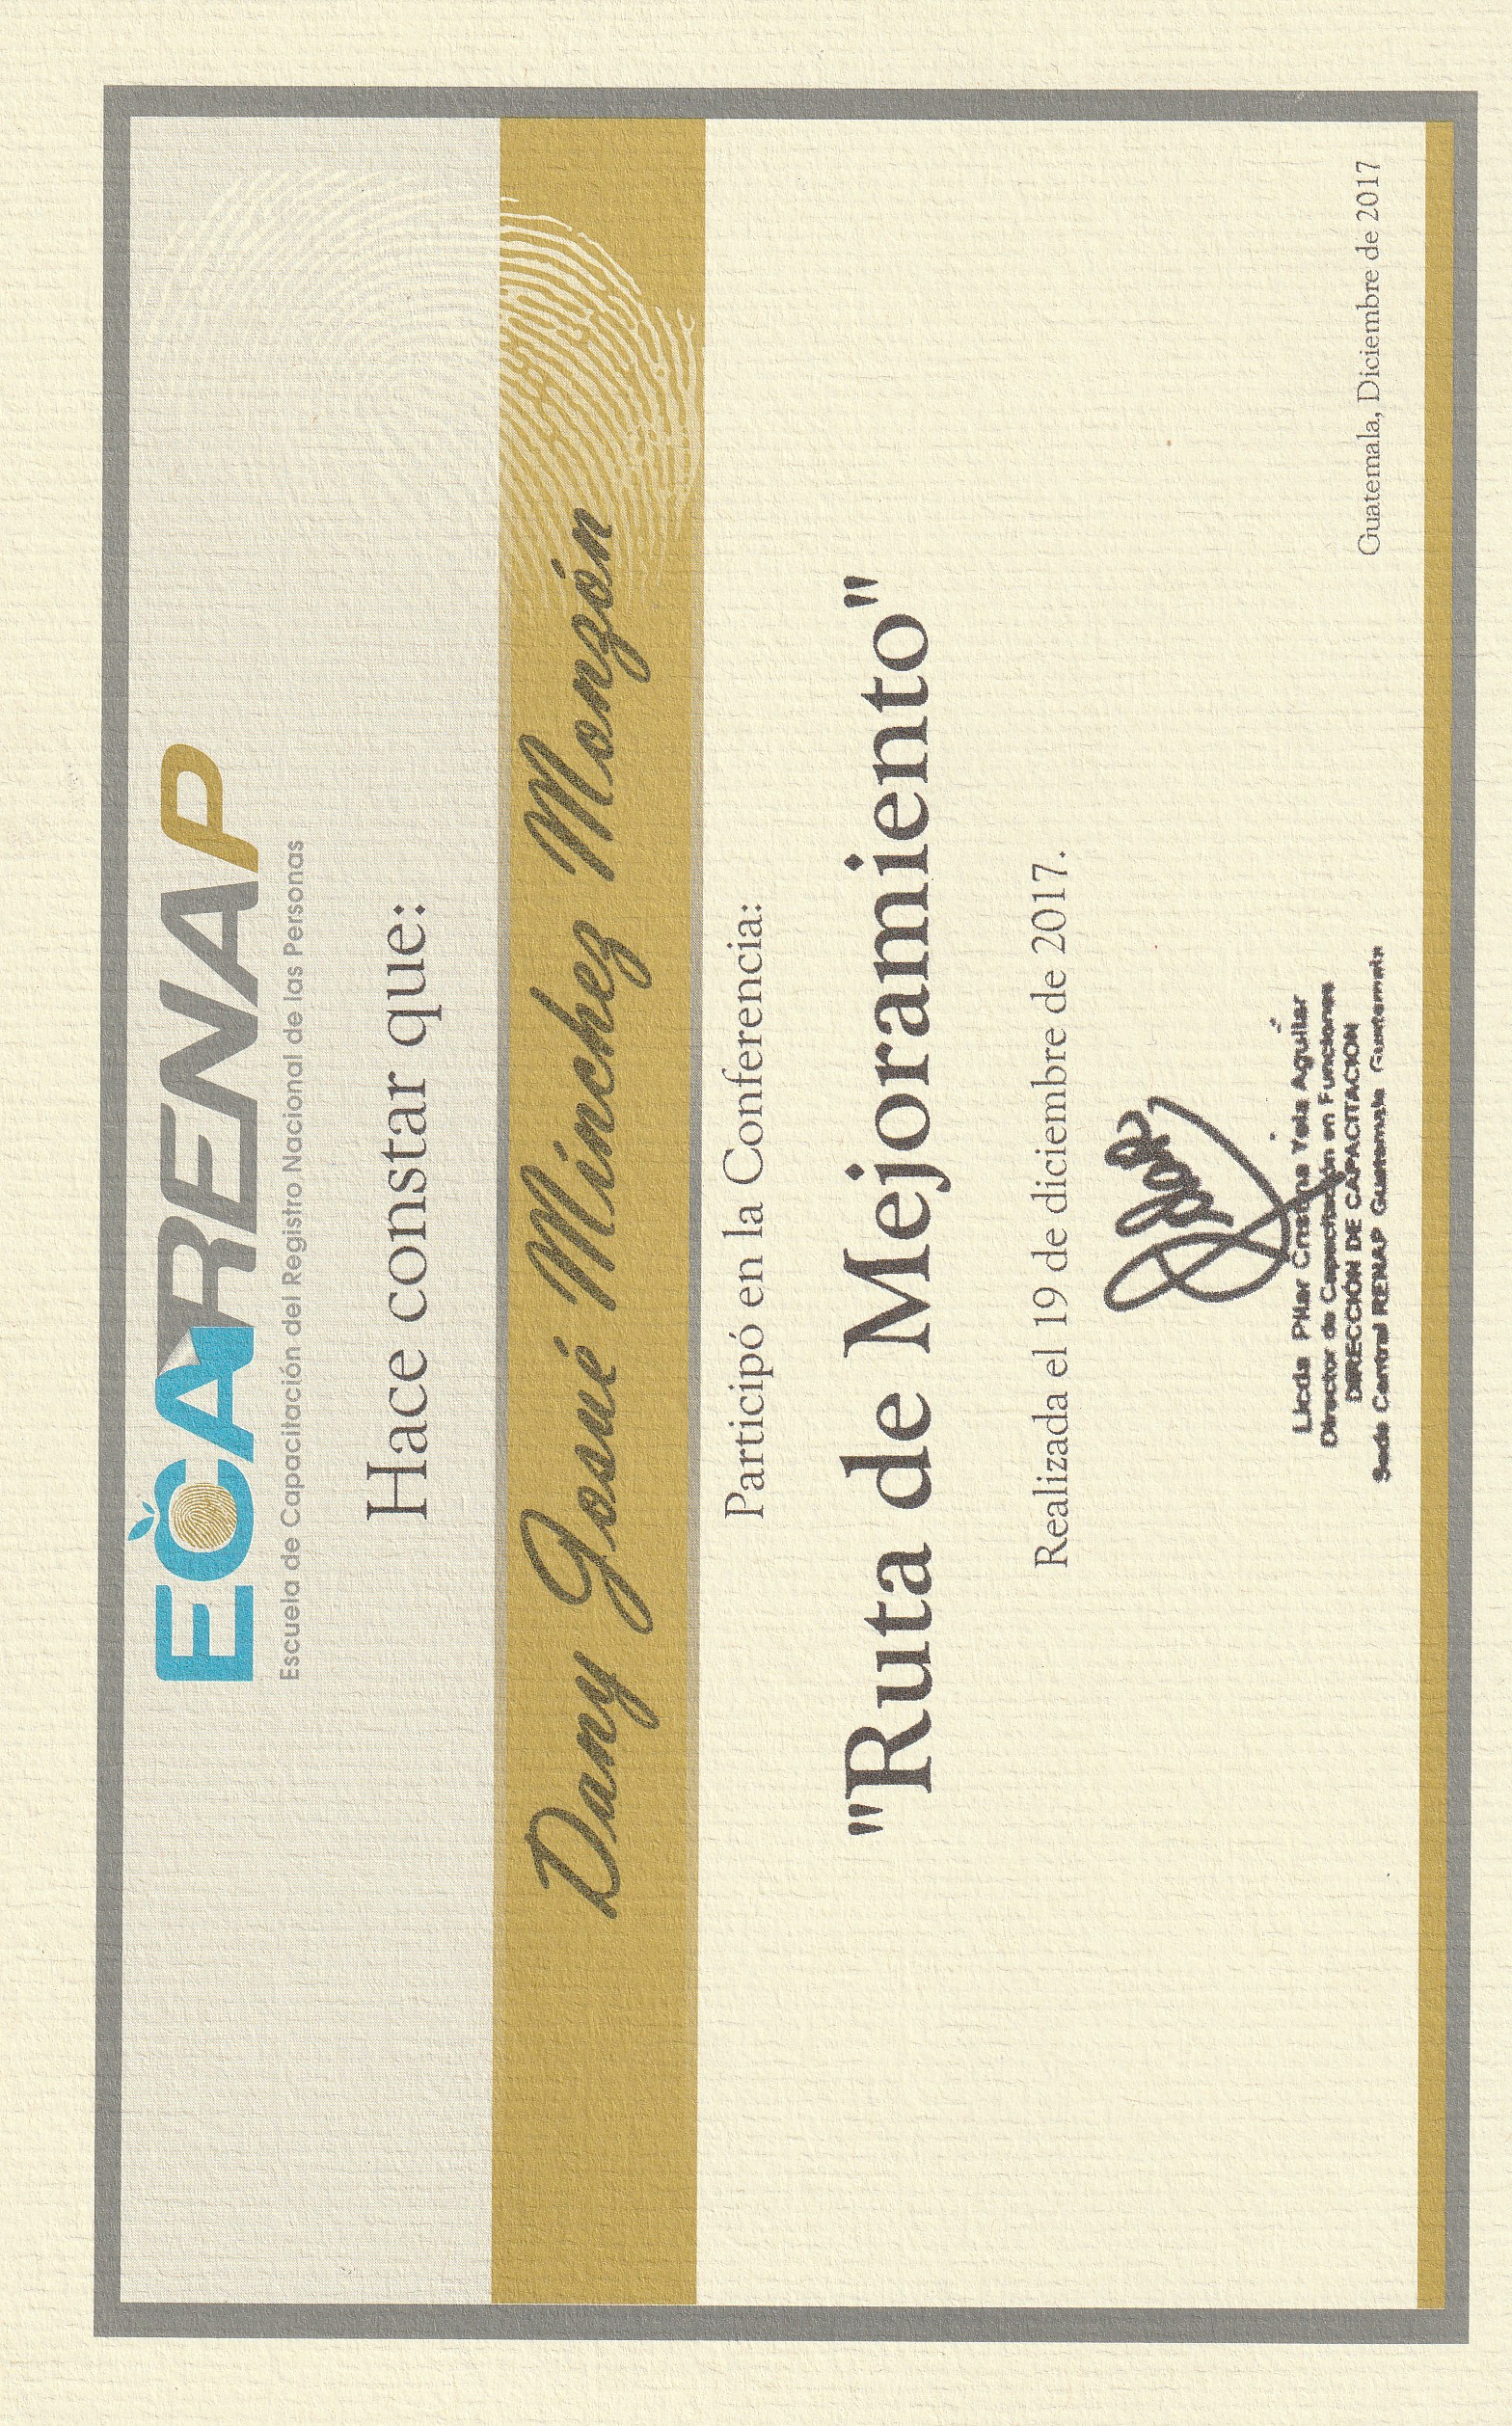 ECARENAP
Escuela de Capacitación del Registro Nacional de las Personas
Hace constar que:
Dany Josué Mínchez Monzón
Participó en la Conferencia:
"Ruta de Mejoramiento"
Realizada el 19 de diciembre de 2017.
Licda Pilar Cristina Yela Aguilar
Director de Capacitación en Funciones
DIRECCIÓN DE CAPACITACION
Sede Central RENAP Guatemala Guatemala
Guatemala, Diciembre de 2017